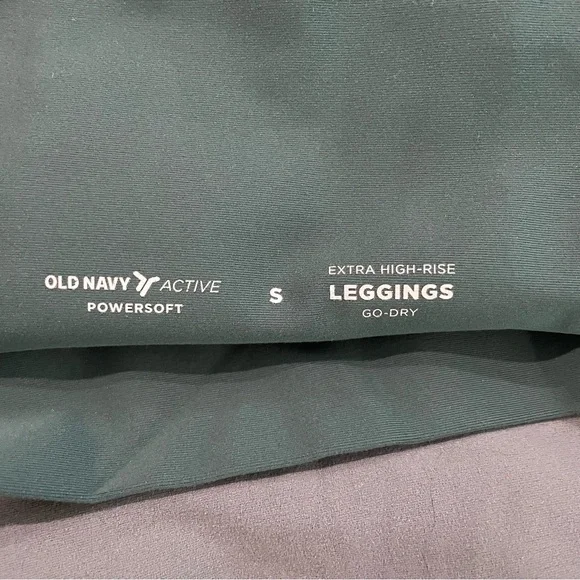 OLD NAVY ACTIVE
POWERSOFT
S
EXTRA HIGH-RISE
LEGGINGS
GO-DRY